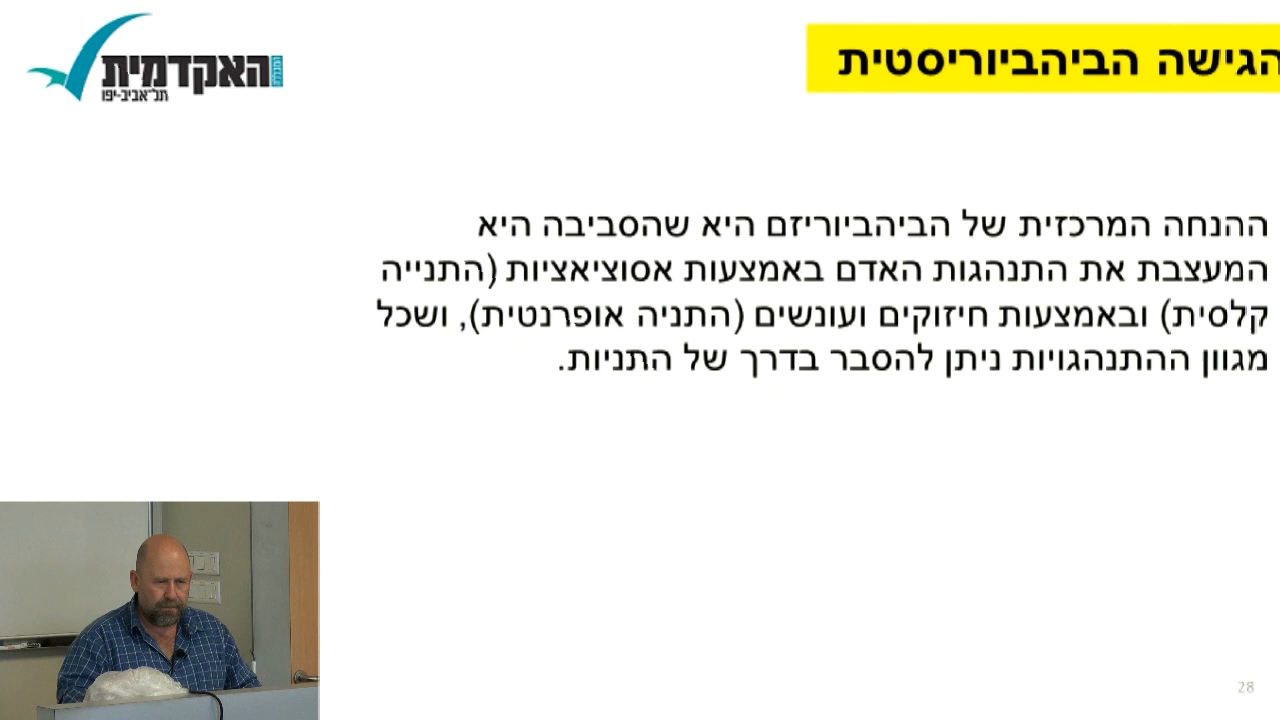 הגישה הביהביוריסטית
האקדמית
תל־אביב-יפו
ההנחה המרכזית של הביהביוריזם היא שהסביבה היא
המעצבת את התנהגות האדם באמצעות אסוציאציות (התנייה
קלסית) ובאמצעות חיזוקים ועונשים (התניה אופרנטית), ושכל
מגוון ההתנהגויות ניתן להסבר בדרך של התניות.
28